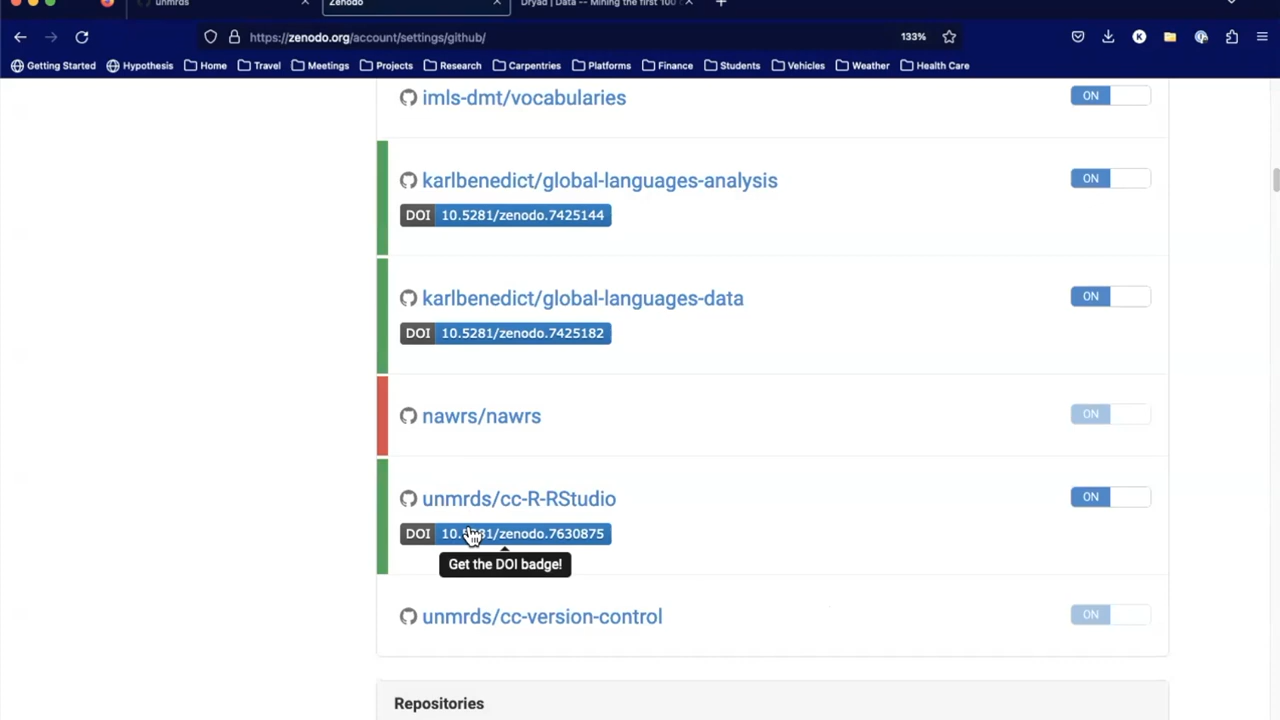 unmrds
Zenodo
Dryad | Data -- Mining the first 100
https://zenodo.org/account/settings/github/
133%
K
Getting Started Hypothesis Home Travel Meetings Projects Research Carpentries Platforms Finance Students Vehicles Weather Health Care
imls-dmt/vocabularies
ON
karlbenedict/global-languages-analysis
ON
DOI 10.5281/zenodo.7425144
karlbenedict/global-languages-data
ON
DOI 10.5281/zenodo.7425182
nawrs/nawrs
ON
unmrds/cc-R-RStudio
ON
DOI 10.5281/zenodo.7630875
Get the DOI badge!
unmrds/cc-version-control
ON
Repositories